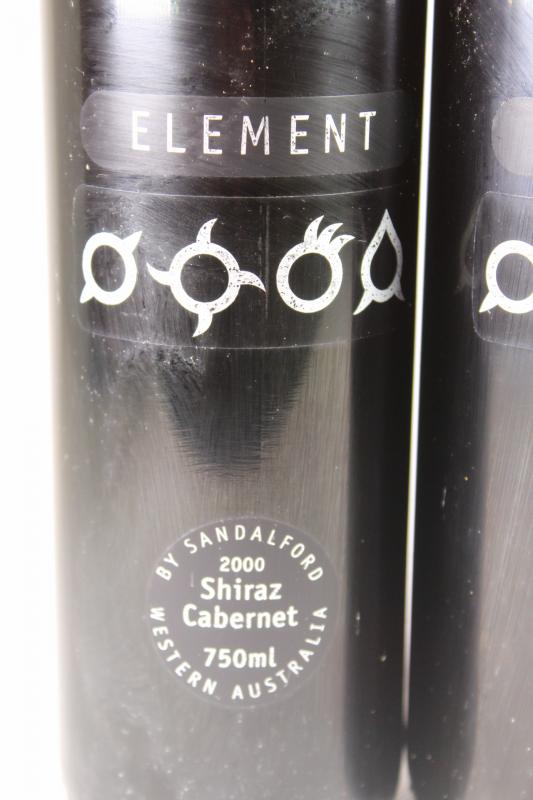 ELEMENT
BY SANDALFORD
2000
Shiraz
Cabernet
750ml
WESTERN AUSTRALIA